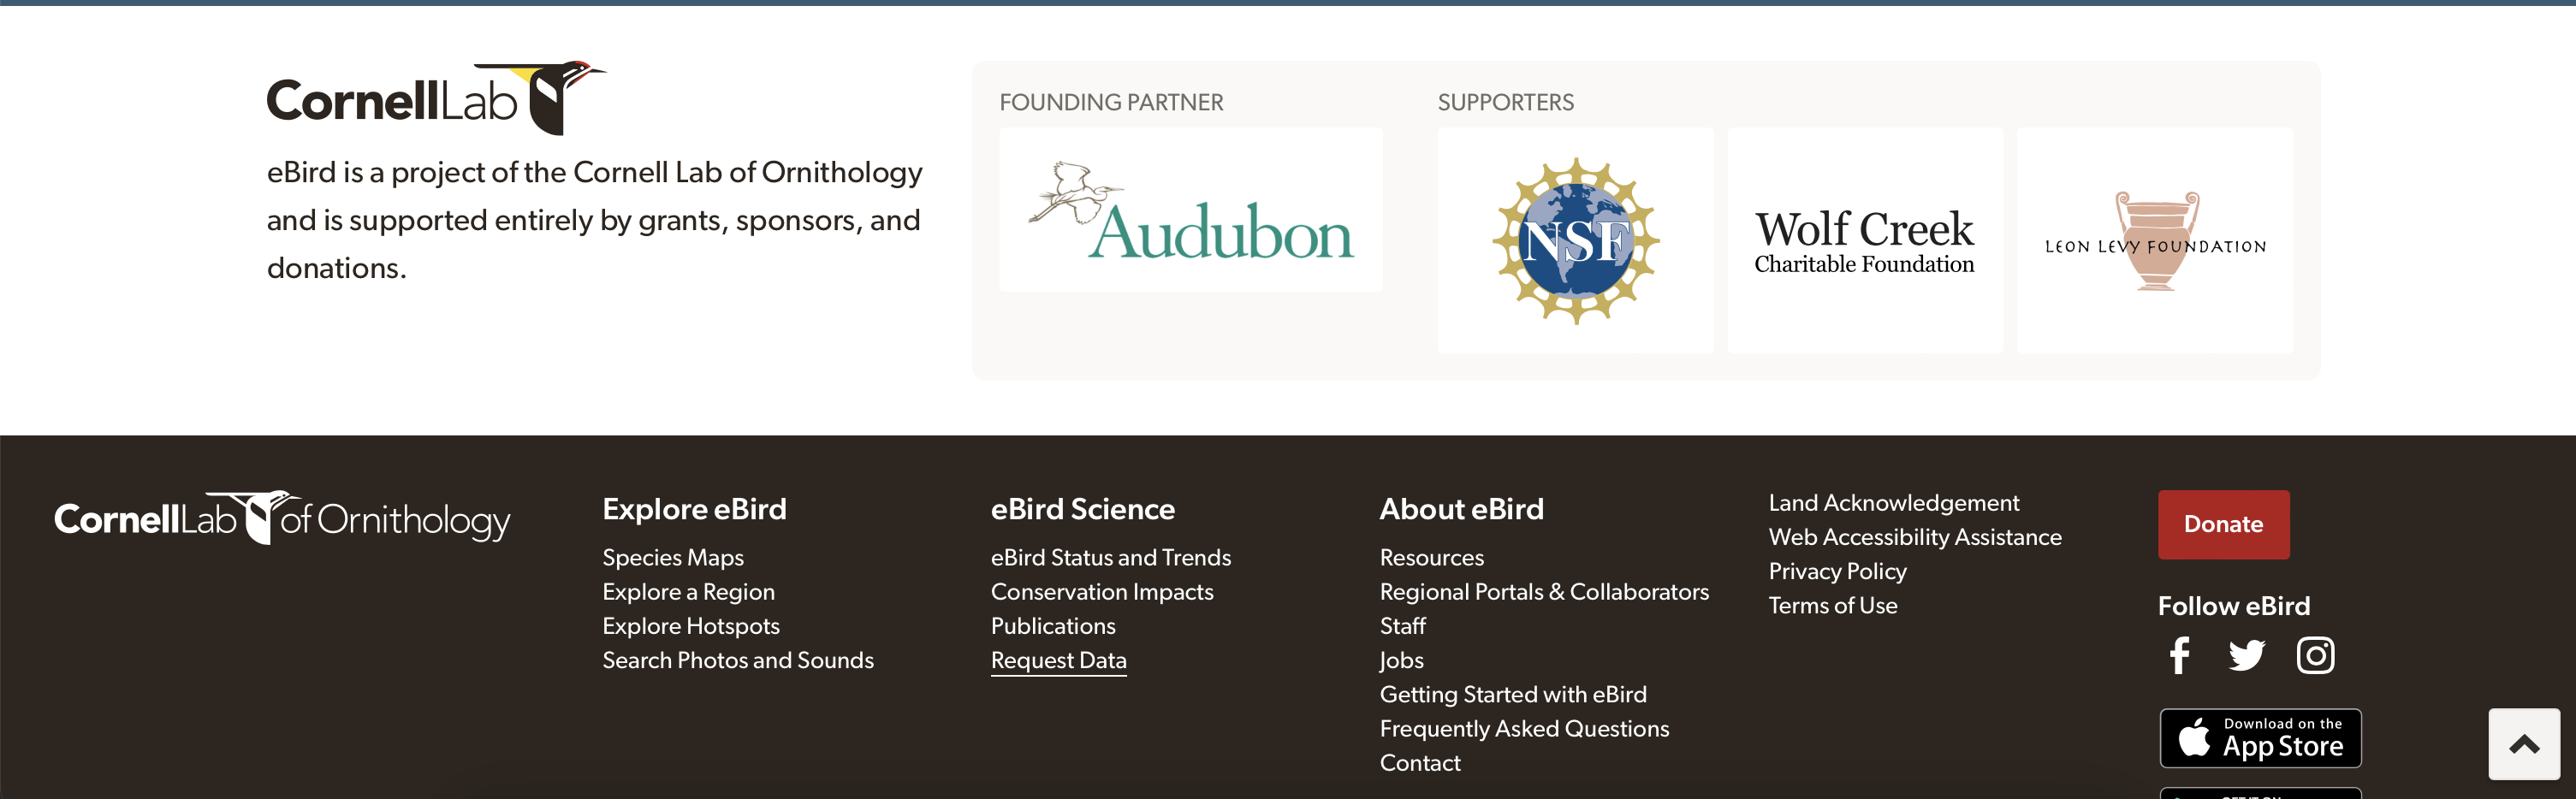 CornellLab
eBird is a project of the Cornell Lab of Ornithology
and is supported entirely by grants, sponsors, and
donations.
FOUNDING PARTNER
Audubon
SUPPORTERS
NSF
Wolf Creek
Charitable Foundation
LEON LEVY FOUNDATION
CornellLab of Ornithology
Explore eBird
Species Maps
Explore a Region
Explore Hotspots
Search Photos and Sounds
eBird Science
eBird Status and Trends
Conservation Impacts
Publications
Request Data
About eBird
Resources
Regional Portals & Collaborators
Staff
Jobs
Getting Started with eBird
Frequently Asked Questions
Contact
Land Acknowledgement
Web Accessibility Assistance
Privacy Policy
Terms of Use
Donate
Follow eBird
Download on the
App Store